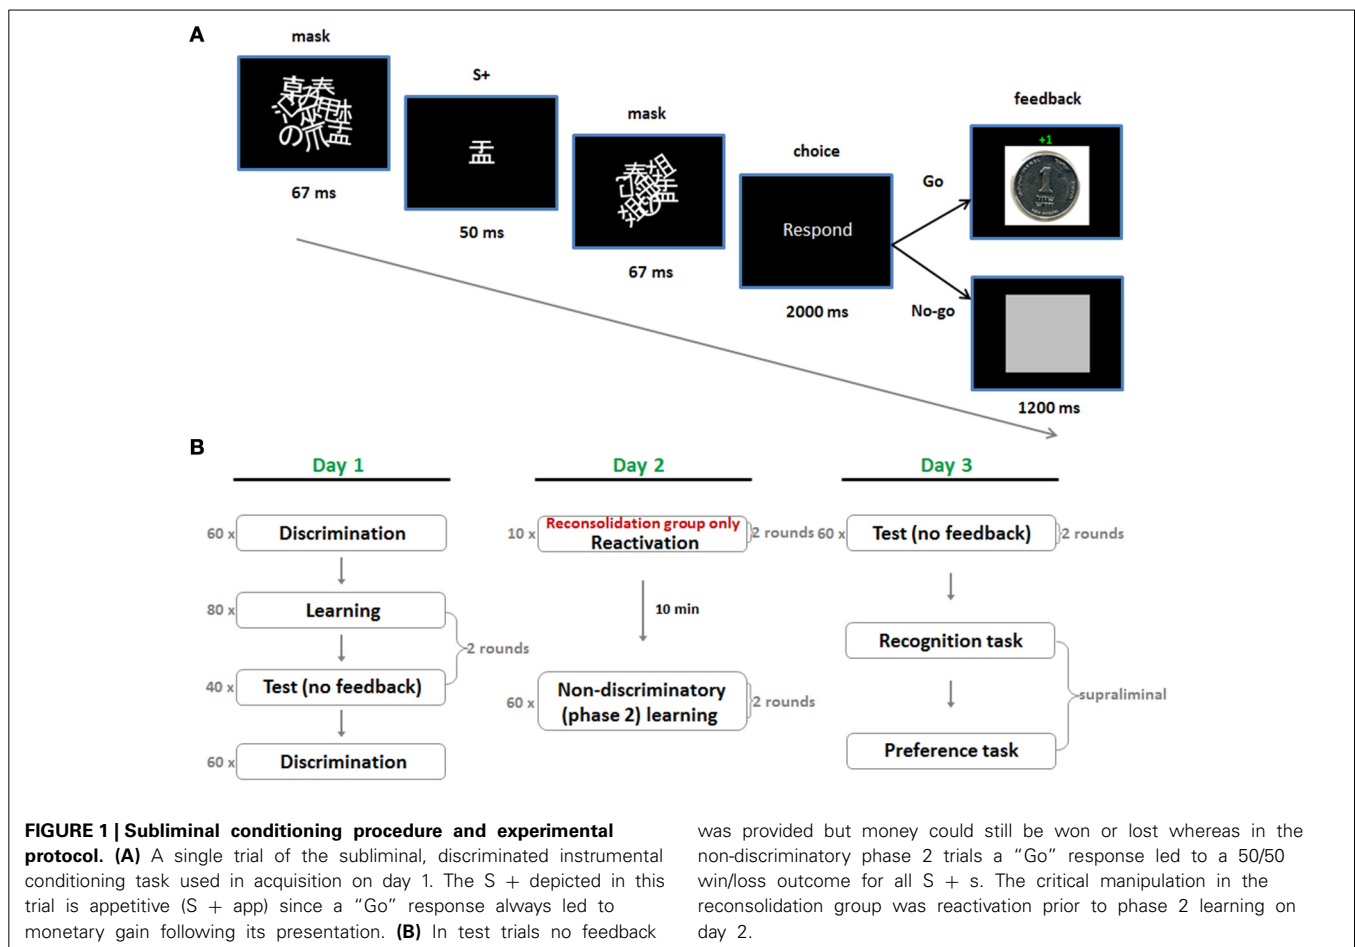 A
mask
S+
mask
choice
feedback
+1
Go
Respond
No-go
盂
1
67 ms
50 ms
67 ms
2000 ms
1200 ms
B
Day 1
Day 2
Day 3
60 x
Discrimination
80 x
Learning
2 rounds
40 x
Test (no feedback)
60 x
Discrimination
10 x
Reconsolidation group only
Reactivation
2 rounds
10 min
60 x
Non-discriminatory
(phase 2) learning
2 rounds
60 x
Test (no feedback)
2 rounds
Recognition task
supraliminal
Preference task
FIGURE 1 | Subliminal conditioning procedure and experimental
protocol. (A) A single trial of the subliminal, discriminated instrumental
conditioning task used in acquisition on day 1. The S + depicted in this
trial is appetitive (S + app) since a “Go” response always led to
monetary gain following its presentation. (B) In test trials no feedback
was provided but money could still be won or lost whereas in the
non-discriminatory phase 2 trials a “Go” response led to a 50/50
win/loss outcome for all S + s. The critical manipulation in the
reconsolidation group was reactivation prior to phase 2 learning on
day 2.